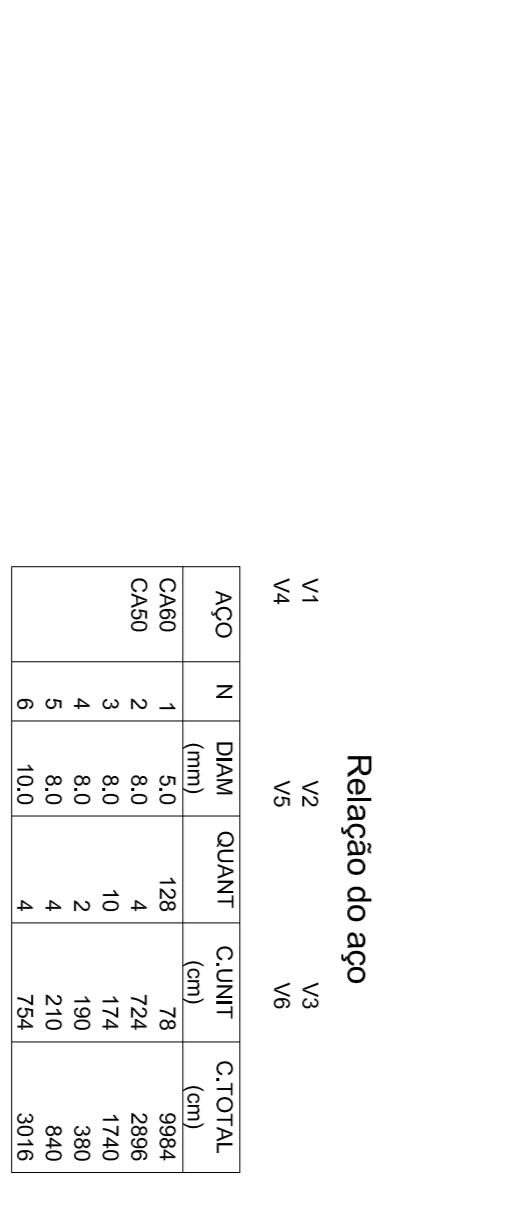 Relação do aço
V1 V2 V3
V4 V5 V6
AÇO N DIAM QUANT C.UNIT C.TOTAL
(mm) (cm) (cm)
CA60 1 5.0 128 78 9984
CA50 2 8.0 4 724 2896
3 8.0 10 174 1740
4 8.0 2 190 380
5 8.0 4 210 840
6 10.0 4 754 3016